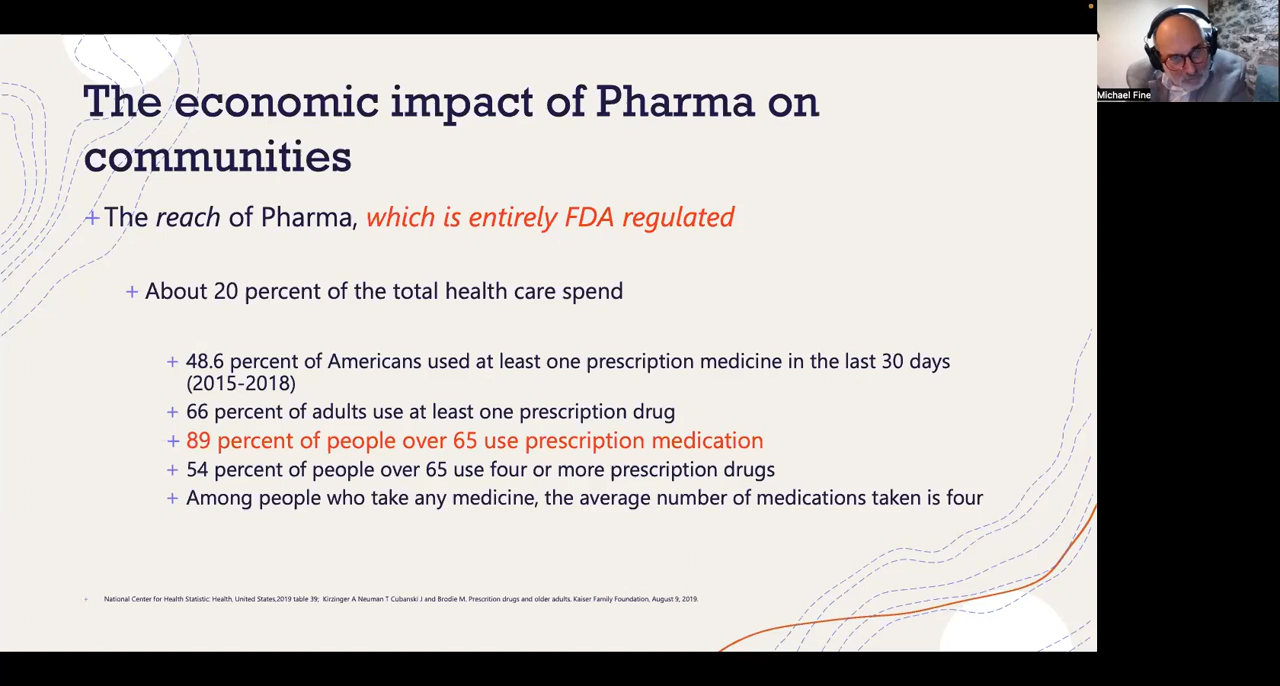 The economic impact of Pharma on
communities
+The reach of Pharma, which is entirely FDA regulated
+ About 20 percent of the total health care spend
+ 48.6 percent of Americans used at least one prescription medicine in the last 30 days
(2015-2018)
+ 66 percent of adults use at least one prescription drug
+ 89 percent of people over 65 use prescription medication
+ 54 percent of people over 65 use four or more prescription drugs
+ Among people who take any medicine, the average number of medications taken is four
+ National Center for Health Statistic: Health, United States,2019 table 39; Kirzinger A Neuman T Cubanski J and Brodie M. Prescrition drugs and older adults. Kaiser Family Foundation, August 9, 2019.
Michael Fine